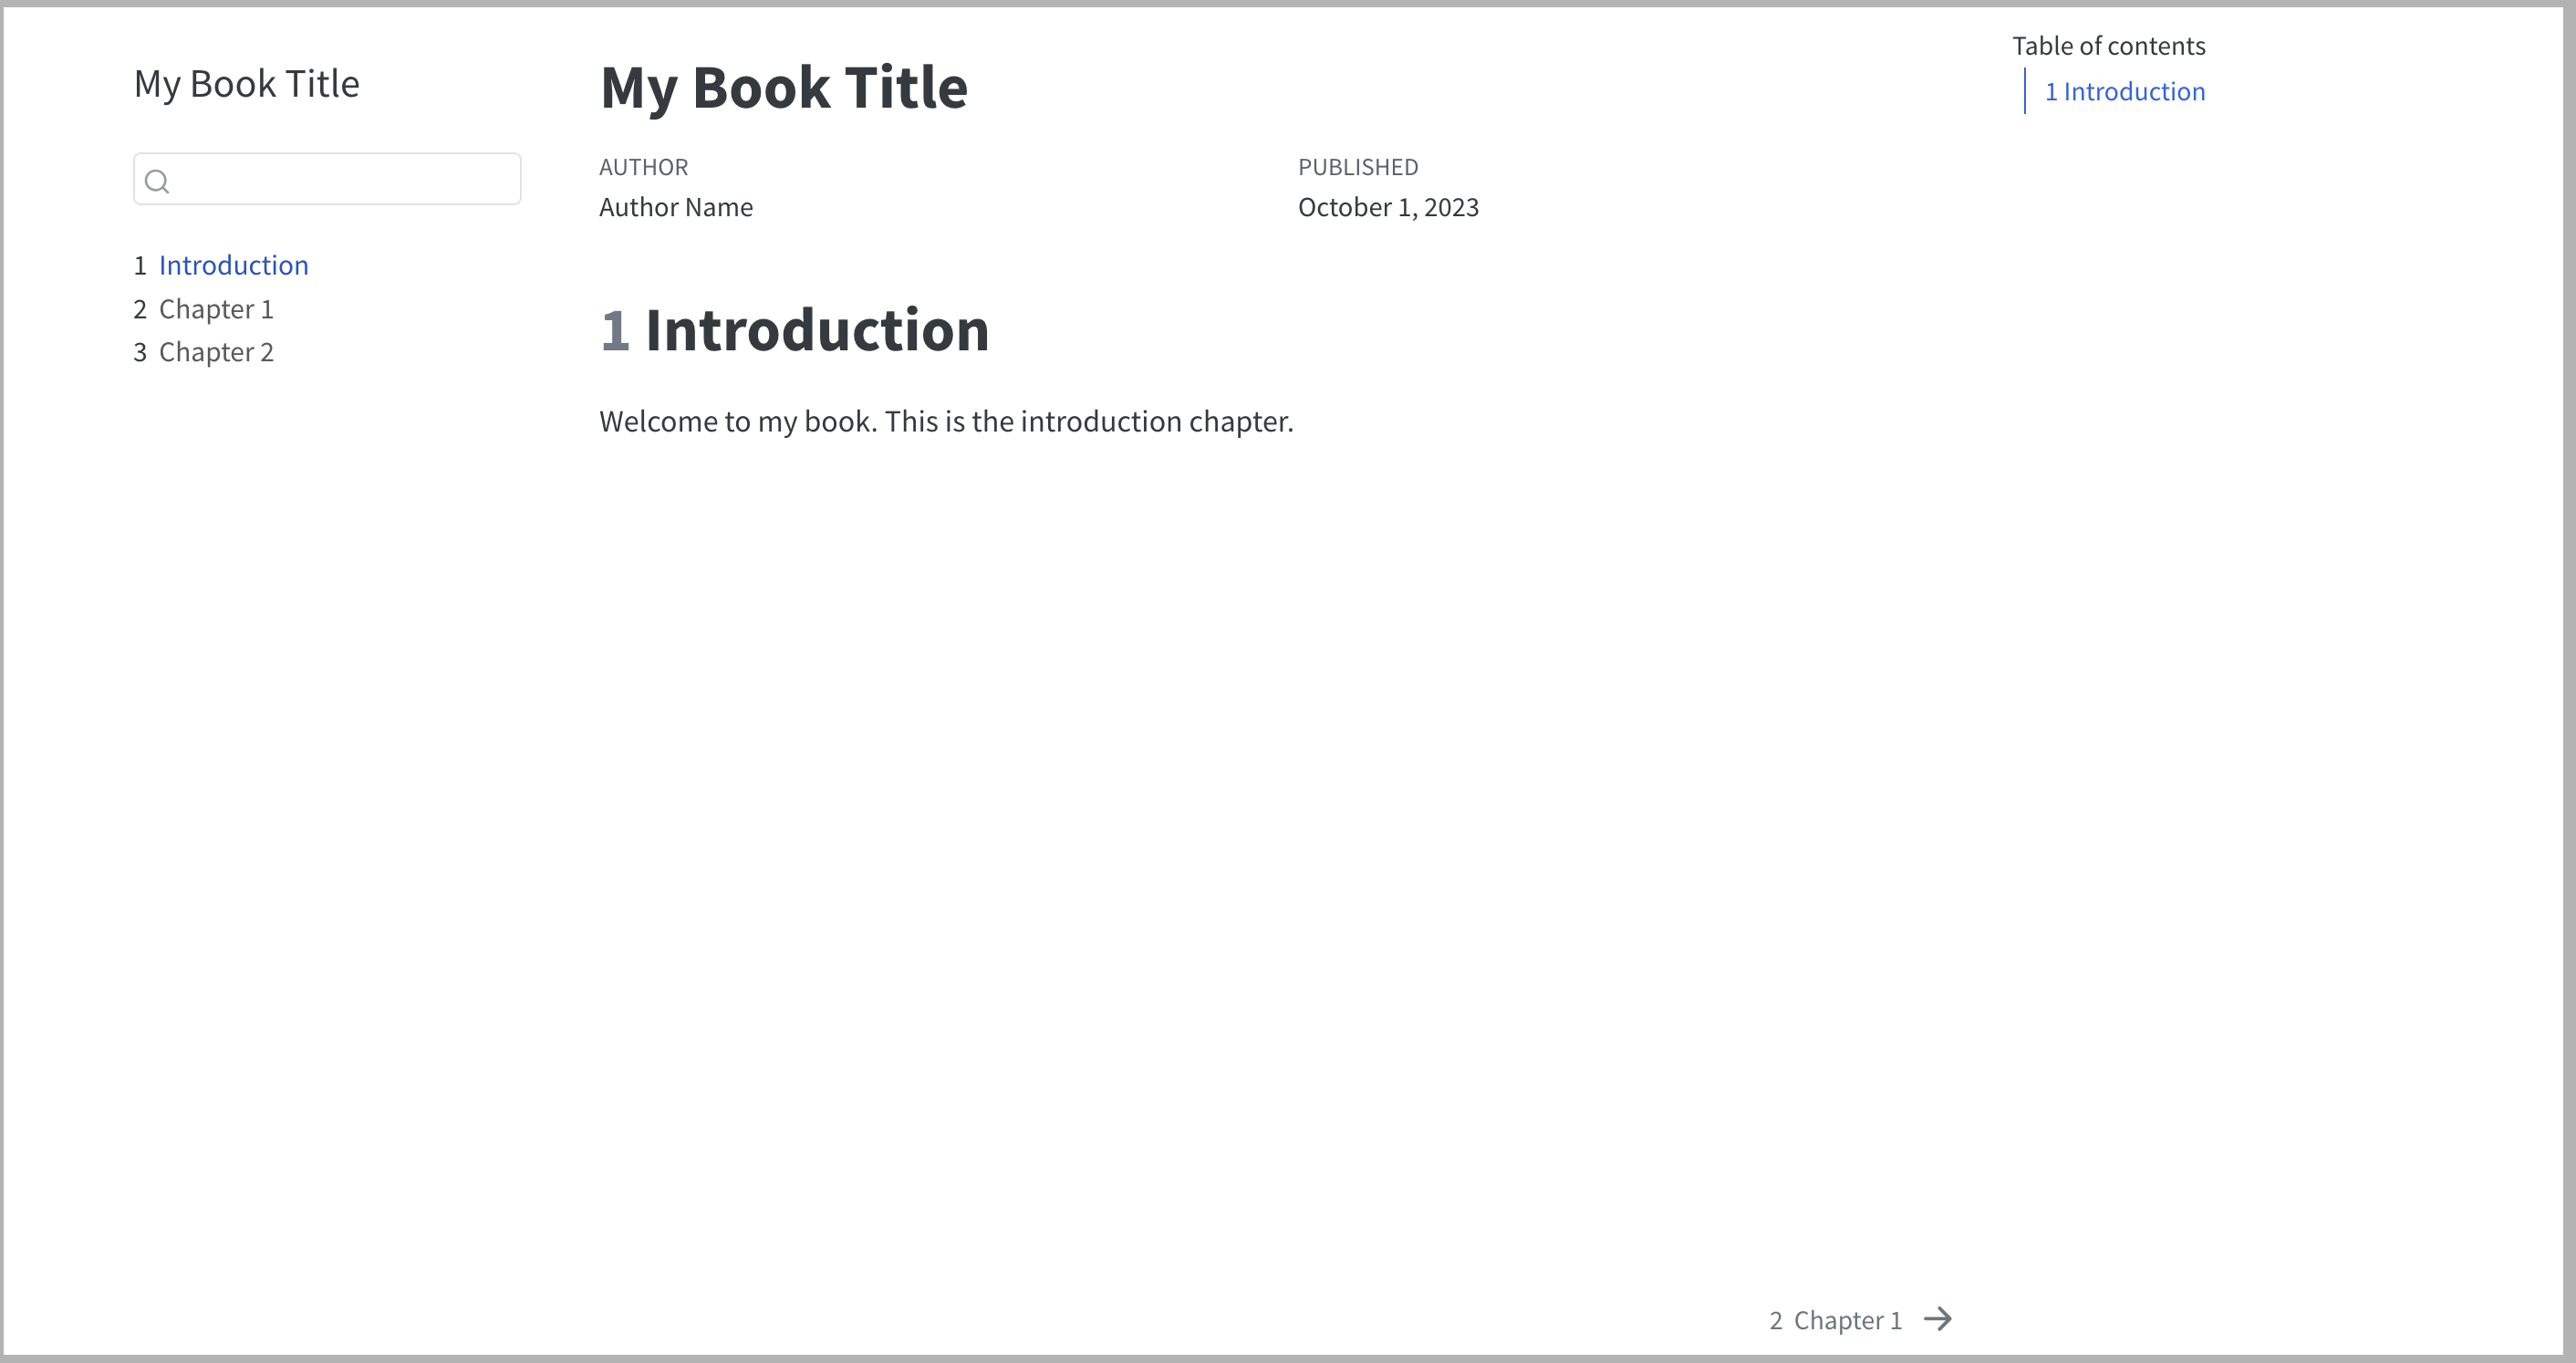 My Book Title
1 Introduction
2 Chapter 1
3 Chapter 2
My Book Title
AUTHOR
Author Name
PUBLISHED
October 1, 2023
1 Introduction
Welcome to my book. This is the introduction chapter.
2 Chapter 1
Table of contents
1 Introduction